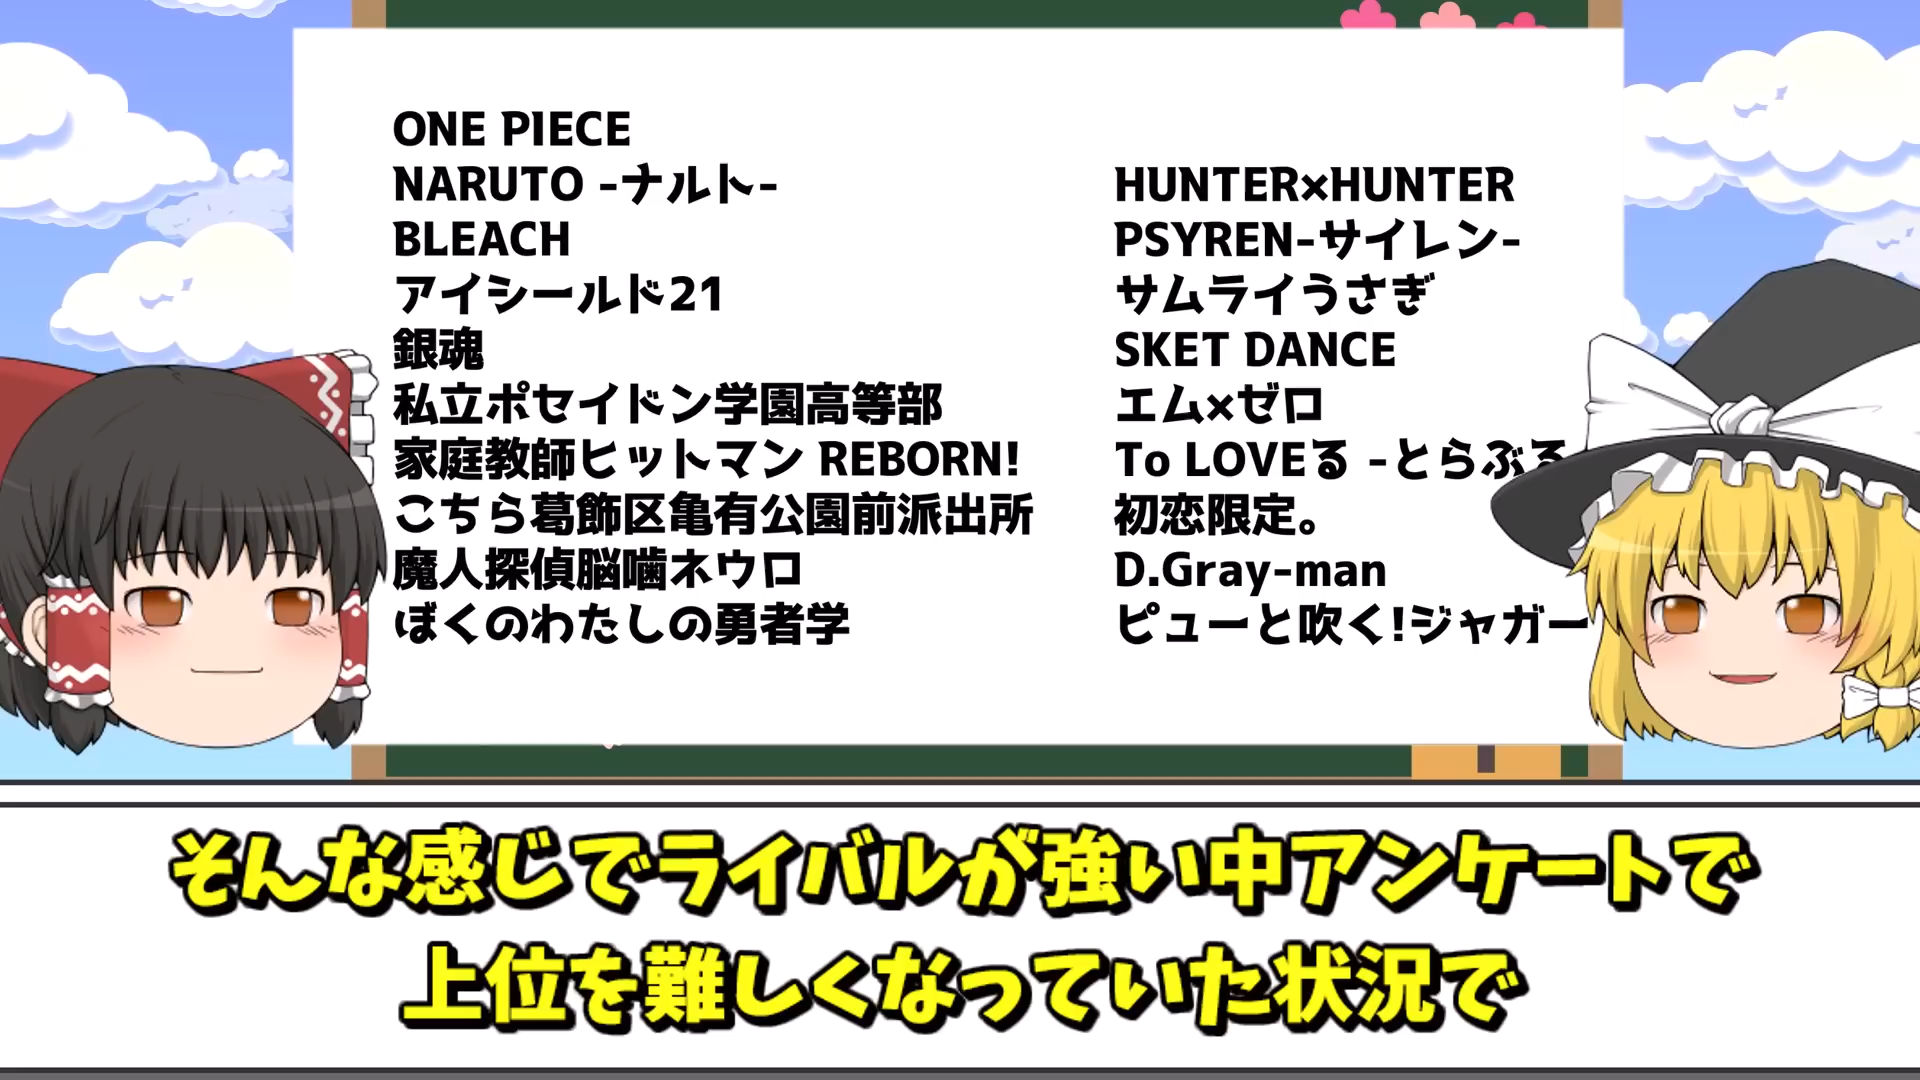 ONE PIECE
NARUTO -ナルト-
BLEACH
アイシールド21
銀魂
私立ポセイドン学園高等部
家庭教師ヒットマン REBORN!
こちら葛飾区亀有公園前派出所
魔人探偵脳噛ネウロ
ぼくのわたしの勇者学
HUNTER×HUNTER
PSYREN-サイレン-
サムライうさぎ
SKET DANCE
エム×ゼロ
To LOVEる -とらぶる
初恋限定。
D.Gray-man
ピューと吹く!ジャガー
そんな感じでライバルが強い中アンケートで
上位を難しくなっていた状況で